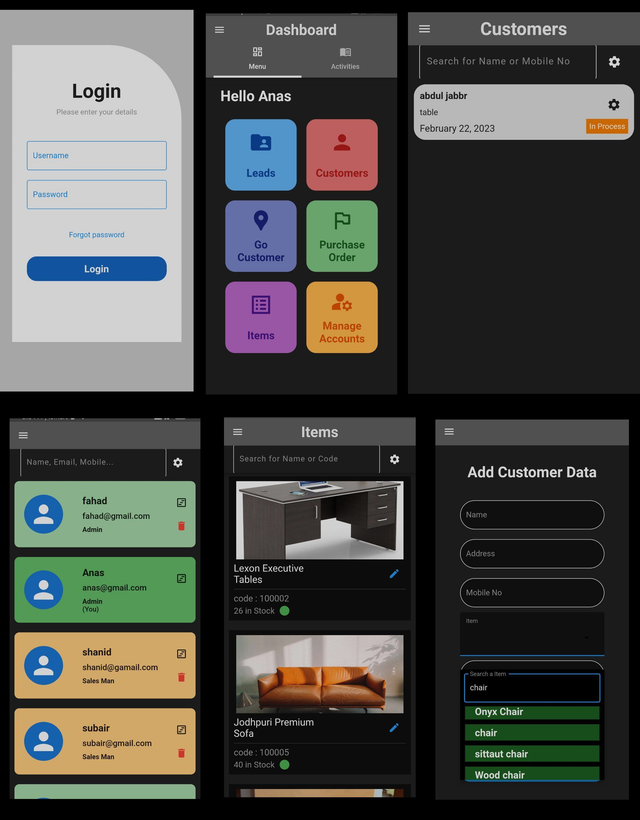 Login
Please enter your details
Username
Password
Forgot password
Login
Dashboard
Menu
Activities
Hello Anas
Leads
Customers
Go
Customer
Purchase
Order
Items
Manage
Accounts
Customers
Search for Name or Mobile No
abdul jabbr
table
February 22, 2023
In Process
Name, Email, Mobile...
fahad
fahad@gmail.com
Admin
Anas
anas@gmail.com
Admin
(You)
shanid
shanid@gamail.com
Sales Man
subair
subair@gmail.com
Sales Man
Items
Search for Name or Code
Lexon Executive
Tables
code : 100002
26 in Stock
Jodhpuri Premium
Sofa
code : 100005
40 in Stock
Add Customer Data
Name
Address
Mobile No
Item
Search a Item
chair
Onyx Chair
chair
sittaut chair
Wood chair